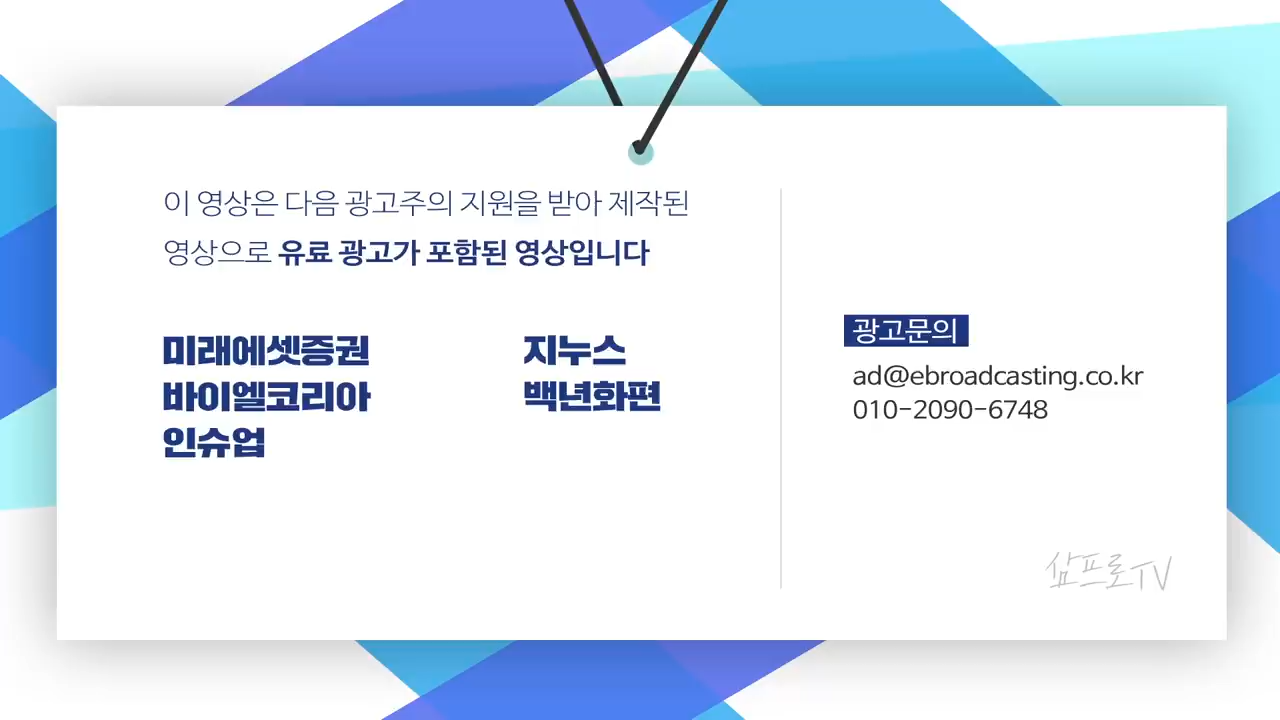 이 영상은 다음 광고주의 지원을 받아 제작된
영상으로 유료 광고가 포함된 영상입니다
미래에셋증권
바이엘코리아
인슈업
지누스
백년화편
광고문의
ad@ebroadcasting.co.kr
010-2090-6748
삼프로TV